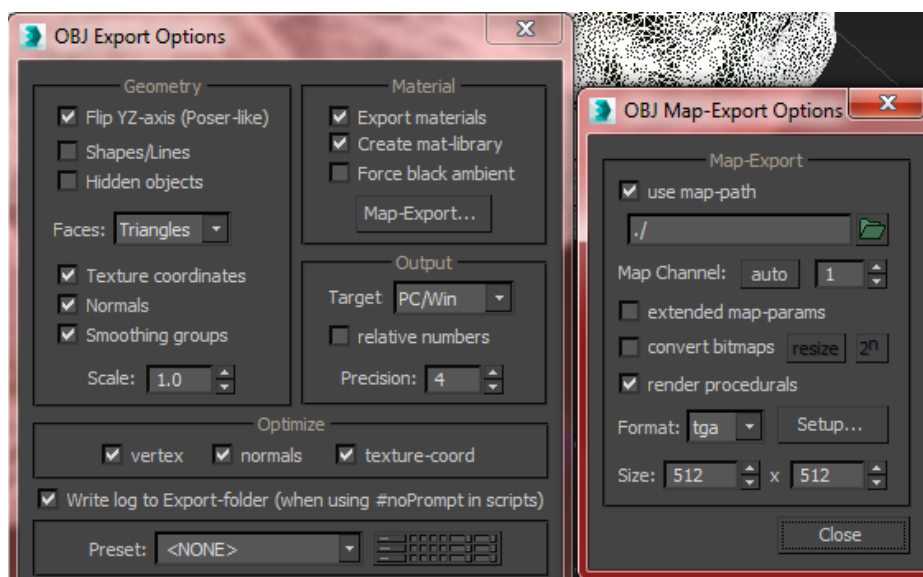 OBJ Export Options
Geometry
Flip YZ-axis (Poser-like)
Shapes/Lines
Hidden objects
Faces: Triangles
Texture coordinates
Normals
Smoothing groups
Scale: 1.0
Material
Export materials
Create mat-library
Force black ambient
Map-Export...
Output
Target PC/Win
relative numbers
Precision: 4
Optimize
vertex normals texture-coord
Write log to Export-folder (when using #noPrompt in scripts)
Preset: <NONE>
OBJ Map-Export Options
Map-Export
use map-path
./
Map Channel: auto 1
extended map-params
convert bitmaps resize 2ⁿ
render procedurals
Format: tga Setup...
Size: 512 x 512
Close